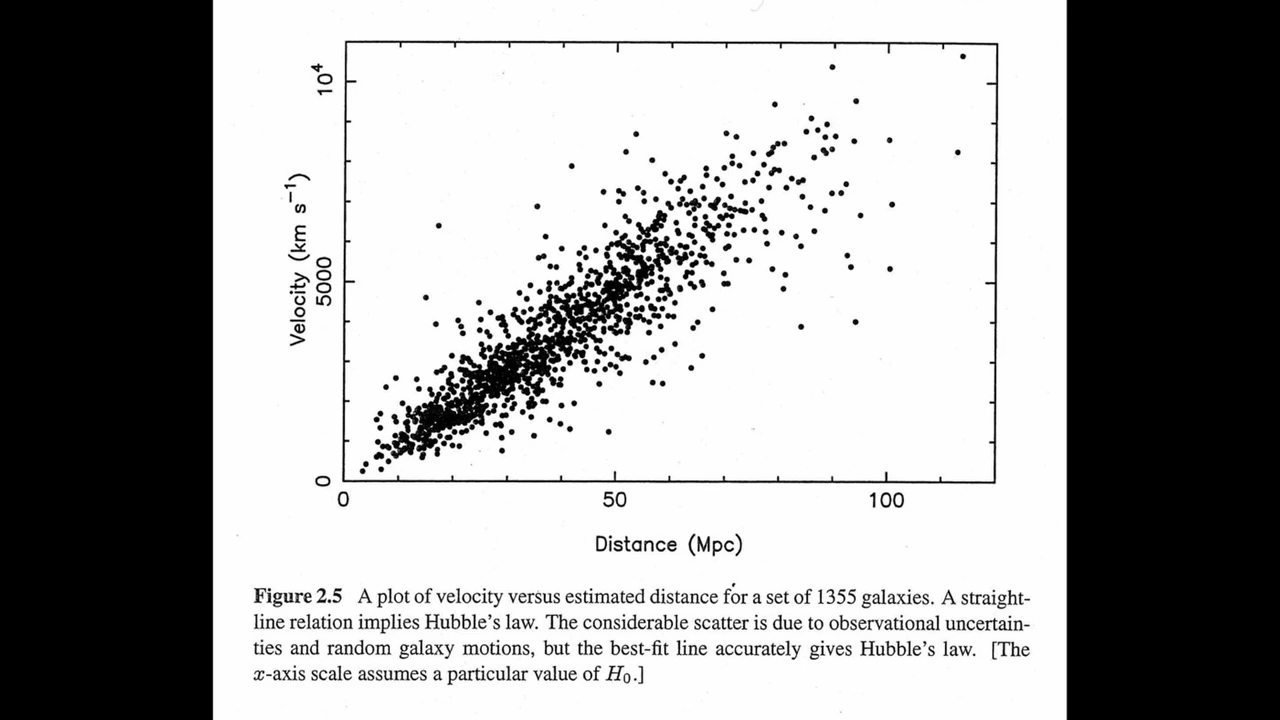 10⁴
Velocity (km s⁻¹)
5000
0
0 50 100
Distance (Mpc)
Figure 2.5 A plot of velocity versus estimated distance for a set of 1355 galaxies. A straight-
line relation implies Hubble's law. The considerable scatter is due to observational uncertain-
ties and random galaxy motions, but the best-fit line accurately gives Hubble's law. [The
x-axis scale assumes a particular value of H₀.]